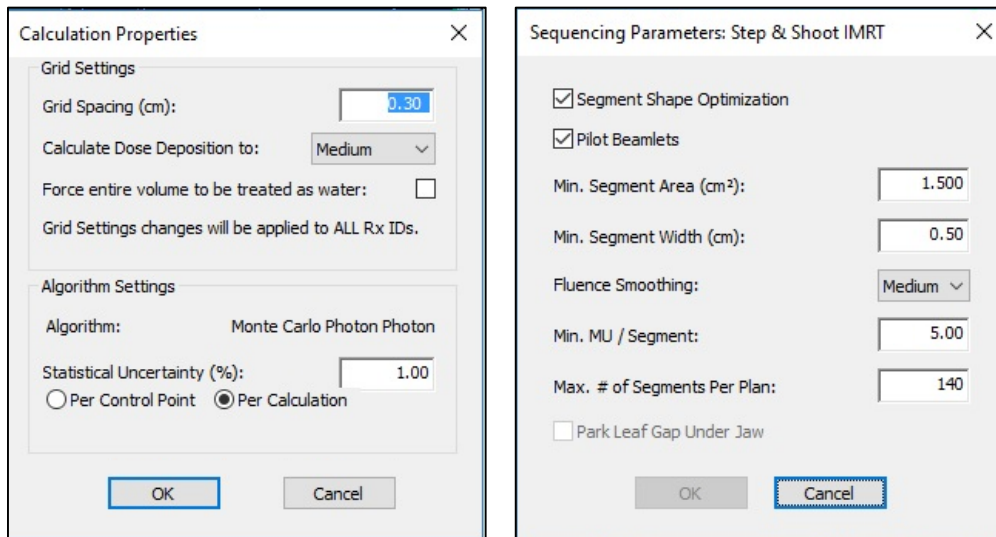 Calculation Properties
Grid Settings
Grid Spacing (cm): 0.30
Calculate Dose Deposition to: Medium
Force entire volume to be treated as water:
Grid Settings changes will be applied to ALL Rx IDs.
Algorithm Settings
Algorithm: Monte Carlo Photon Photon
Statistical Uncertainty (%): 1.00
Per Control Point Per Calculation
OK Cancel
Sequencing Parameters: Step & Shoot IMRT
Segment Shape Optimization
Pilot Beamlets
Min. Segment Area (cm²): 1.500
Min. Segment Width (cm): 0.50
Fluence Smoothing: Medium
Min. MU / Segment: 5.00
Max. # of Segments Per Plan: 140
Park Leaf Gap Under Jaw
OK Cancel